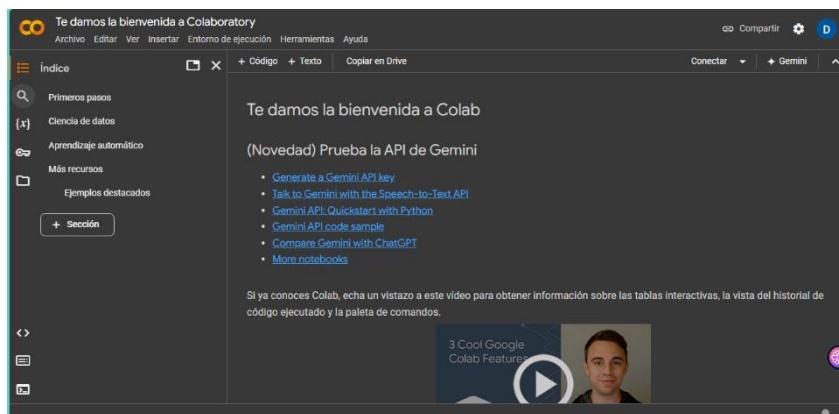 Te damos la bienvenida a Colaboratory
Archivo Editar Ver Insertar Entorno de ejecución Herramientas Ayuda
Compartir
D
Índice
Primeros pasos
Ciencia de datos
Aprendizaje automático
Más recursos
Ejemplos destacados
+ Sección
{x}
+ Código + Texto Copiar en Drive
Conectar Gemini
Te damos la bienvenida a Colab
(Novedad) Prueba la API de Gemini
Generate a Gemini API key
Talk to Gemini with the Speech-to-Text API
Gemini API: Quickstart with Python
Gemini API code sample
Compare Gemini with ChatGPT
More notebooks
Si ya conoces Colab, echa un vistazo a este vídeo para obtener información sobre las tablas interactivas, la vista del historial de
código ejecutado y la paleta de comandos.
3 Cool Google
Colab Features